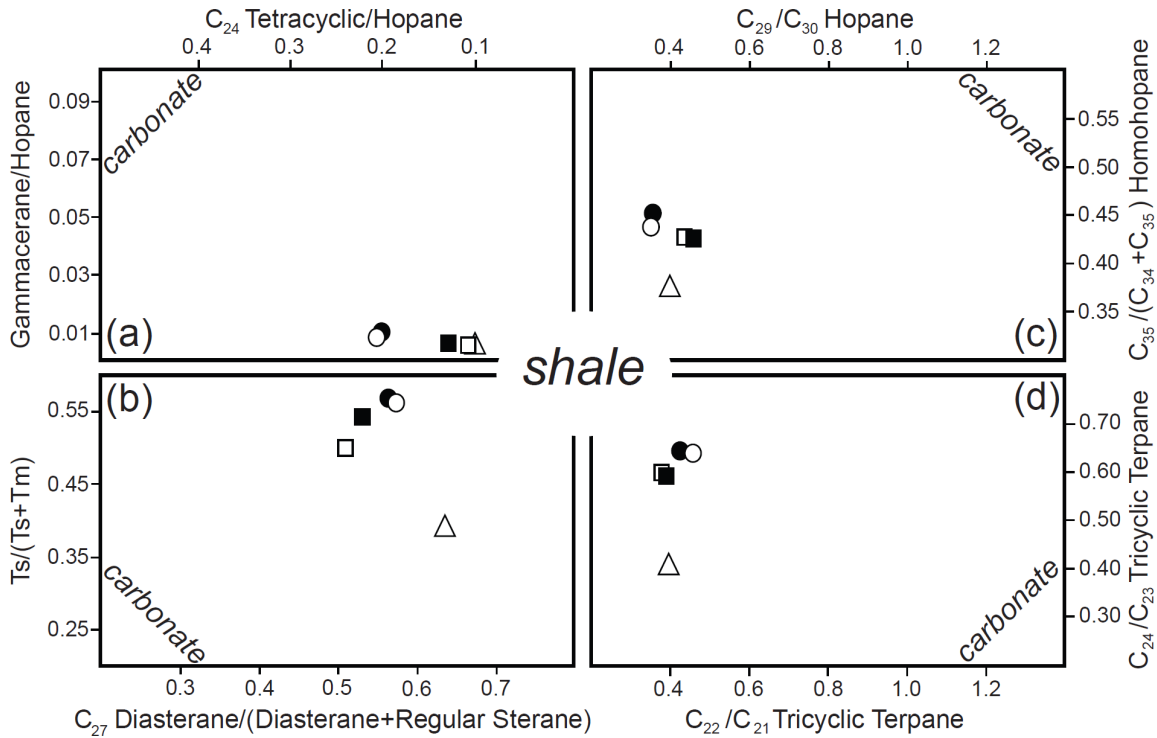 C₂₄ Tetracyclic/Hopane
0.4 0.3 0.2 0.1
C₂₉/C₃₀ Hopane
0.4 0.6 0.8 1.0 1.2
Gammacerane/Hopane
0.09
0.07
0.05
0.03
0.01
carbonate
(a)
carbonate
(c)
0.55
0.50
0.45
0.40
0.35
C₃₅/(C₃₄+C₃₅) Homohopane
shale
(b)
Ts/(Ts+Tm)
0.55
0.45
0.35
0.25
carbonate
(d)
carbonate
0.70
0.60
0.50
0.40
0.30
C₂₄/C₂₃ Tricyclic Terpane
0.3 0.5 0.6 0.7
C₂₇ Diasterane/(Diasterane+Regular Sterane)
0.4 0.6 0.8 1.0 1.2
C₂₂/C₂₁ Tricyclic Terpane